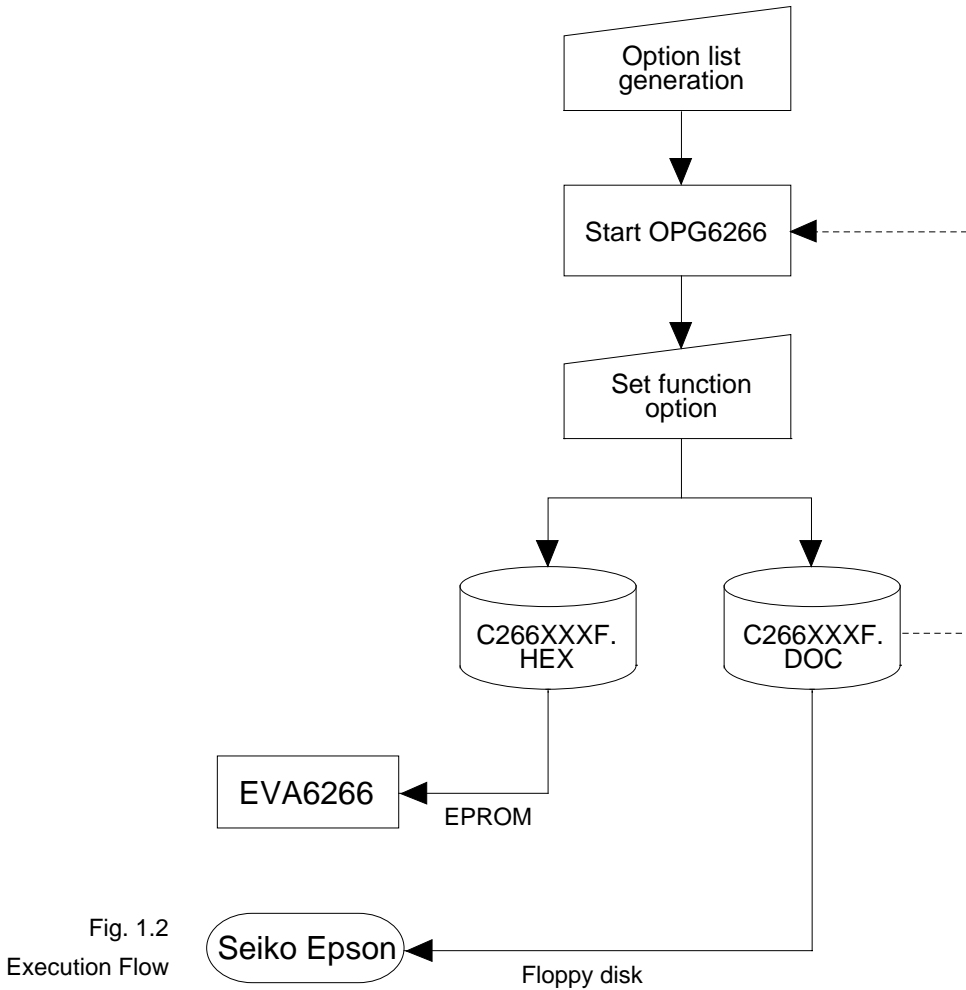 Option list
generation
Start OPG6266
Set function
option
C266XXXF.
HEX
C266XXXF.
DOC
EVA6266
EPROM
Fig. 1.2
Execution Flow
Seiko Epson
Floppy disk